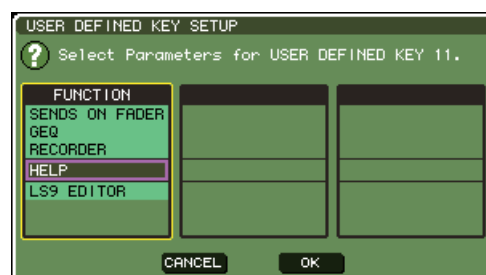 USER DEFINED KEY SETUP
? Select Parameters for USER DEFINED KEY 11.
FUNCTION
SENDS ON FADER
GEQ
RECORDER
HELP
LS9 EDITOR
CANCEL
OK